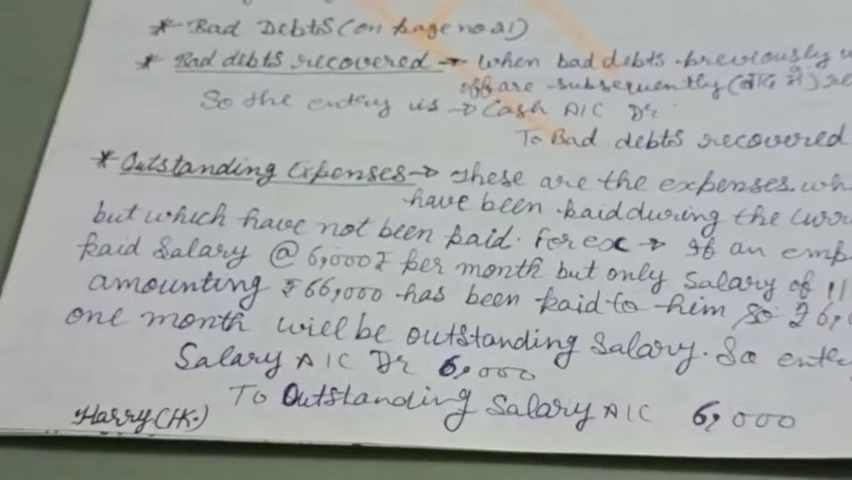 * Bad Debts (on page no 21)
* Bad debts recovered → when bad debts previously
off are subsequently (बाद में)
So the entry is → Cash A/C Dr
To Bad debts recovered
* Outstanding Expenses → these are the expenses
have been paid during the
but which have not been paid. For ex → If an
paid Salary @ 6,000₹ per month but only Salary of 11
amounting ₹66,000 has been paid to him so ₹6,
one month will be outstanding Salary. So
Salary A/C Dr 6,000
To Outstanding Salary A/C 6,000
Harry(HK.)